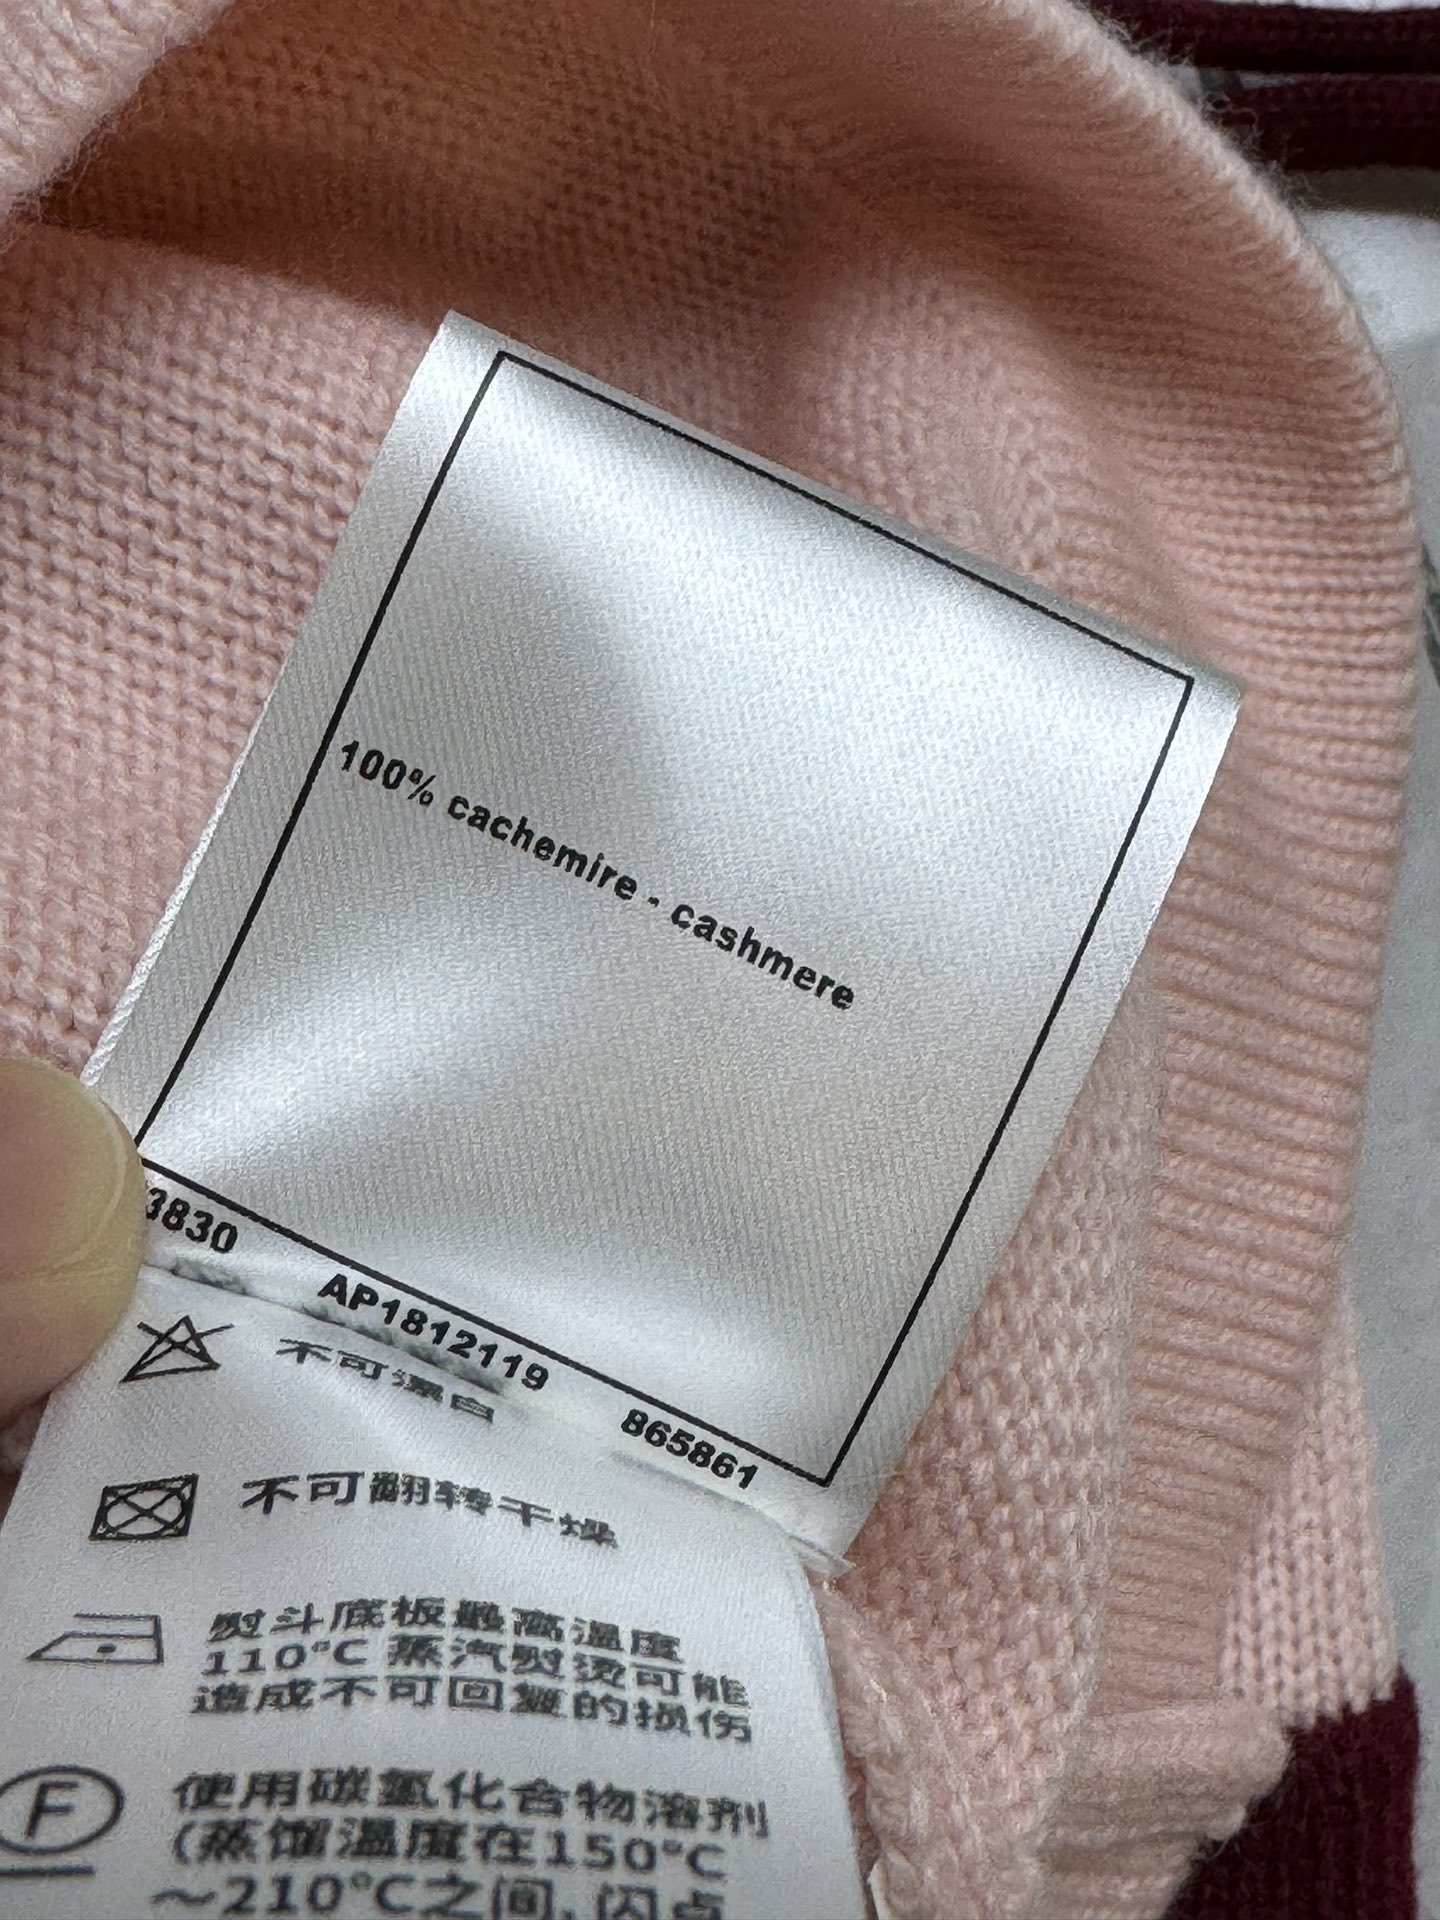 100% cachemire - cashmere
3830 AP1812119 865861
不可漂白
不可翻转干燥
熨斗底板最高温度
110°C 蒸汽熨烫可能
造成不可回复的损伤
F
使用碳氢化合物溶剂
(蒸馏温度在150°C
～210°C之间, 闪点